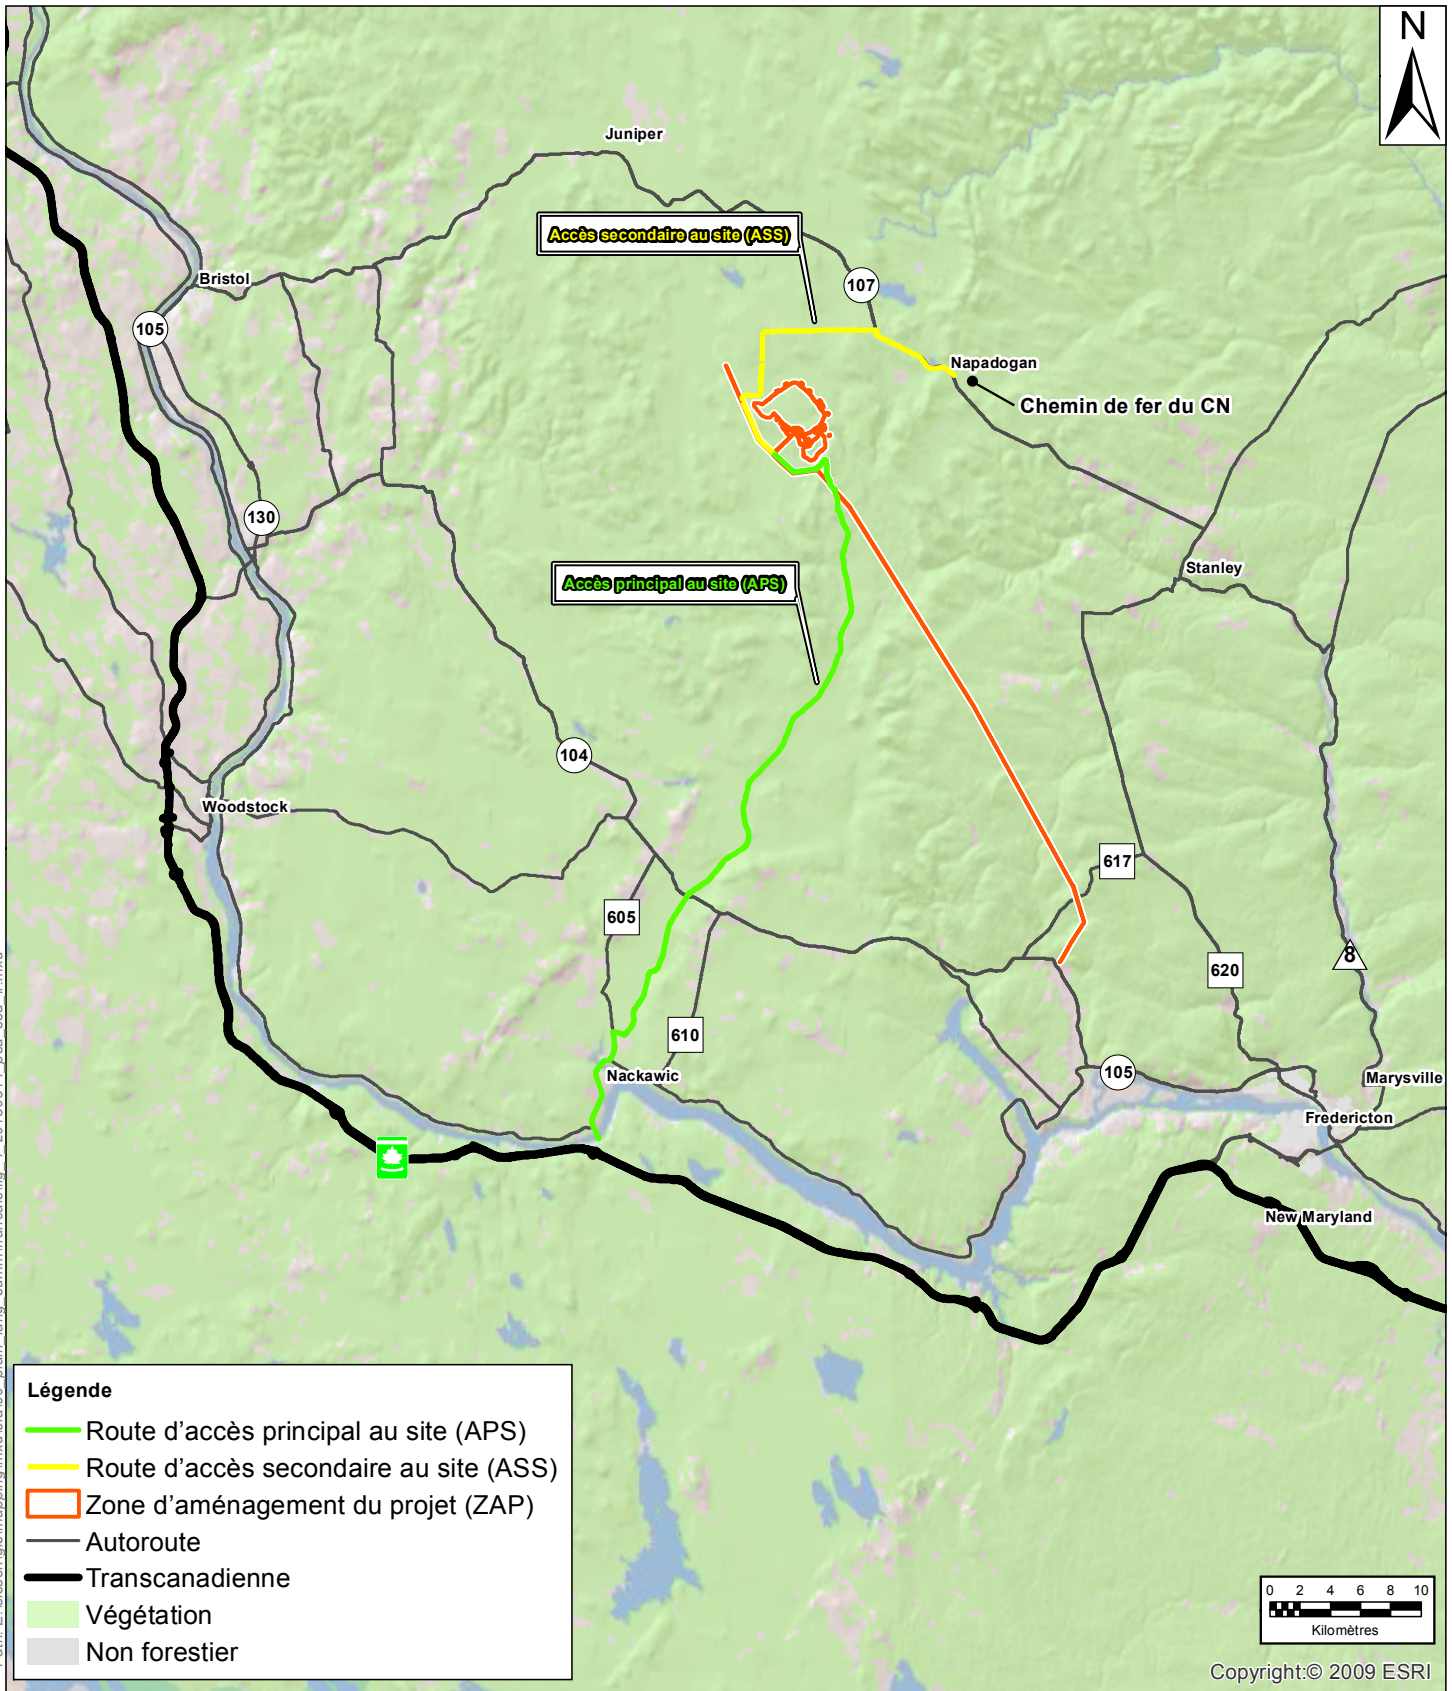 N
Juniper
Accès secondaire au site (ASS)
Bristol
107
105
Napadogan
Chemin de fer du CN
130
Stanley
Accès principal au site (APS)
104
Woodstock
617
605
8
620
610
Nackawic
105
Marysville
Fredericton
New Maryland
Légende
Route d'accès principal au site (APS)
Route d'accès secondaire au site (ASS)
Zone d'aménagement du projet (ZAP)
Autoroute
Transcanadienne
Végétation
Non forestier
0 2 4 6 8 10
Kilomètres
Copyright:© 2009 ESRI